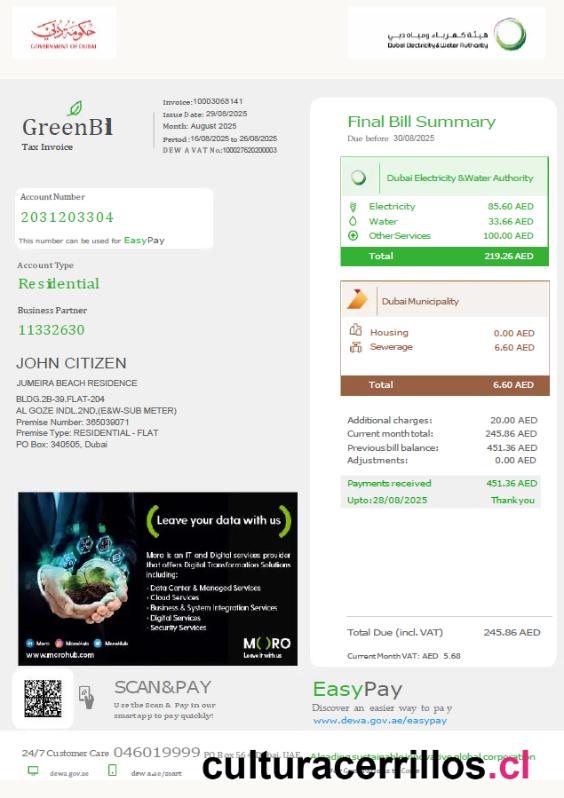 حكومة دبي
GOVERNMENT OF DUBAI
هيئة كهرباء ومياه دبي
Dubai Electricity & Water Authority
GreenBill
Tax Invoice
Invoice: 10003068141
Issue Date: 29/08/2025
Month: August 2025
Period: 16/08/2025 to 26/08/2025
DEWA VAT No: 100027620200003
Account Number
2031203304
This number can be used for EasyPay
Account Type
Residential
Business Partner
11332630
JOHN CITIZEN
JUMEIRA BEACH RESIDENCE
BLDG.2B-39.FLAT-204
AL GOZE INDL.2ND,(E&W-SUB METER)
Premise Number: 365039071
Premise Type: RESIDENTIAL - FLAT
PO Box: 340505, Dubai
Final Bill Summary
Due before 30/08/2025
Dubai Electricity & Water Authority
Electricity 85.60 AED
Water 33.66 AED
Other Services 100.00 AED
Total 219.26 AED
Dubai Municipality
Housing 0.00 AED
Sewerage 6.60 AED
Total 6.60 AED
Additional charges: 20.00 AED
Current month total: 245.86 AED
Previous bill balance: 451.36 AED
Adjustments: 0.00 AED
Payments received 451.36 AED
Upto: 28/08/2025 Thank you
Total Due (incl. VAT) 245.86 AED
Current Month VAT: AED 5.68
Leave your data with us
Moro is an IT and Digital services provider
that offers Digital Transformation Solutions
including:
· Data Center & Managed Services
· Cloud Services
· Business & System Integration Services
· Digital Services
· Security Services
Moro MoroHub MoroHub
www.morohub.com
MORO
Leave it with us
SCAN&PAY
Use the Scan & Pay in our
smart app to pay quickly!
EasyPay
Discover an easier way to pay
www.dewa.gov.ae/easypay
24/7 Customer Care 046019999 PO Box 564 Dubai, UAE
A leading sustainable innovative global corporation
dewa.gov.ae
culturacerrillos.cl